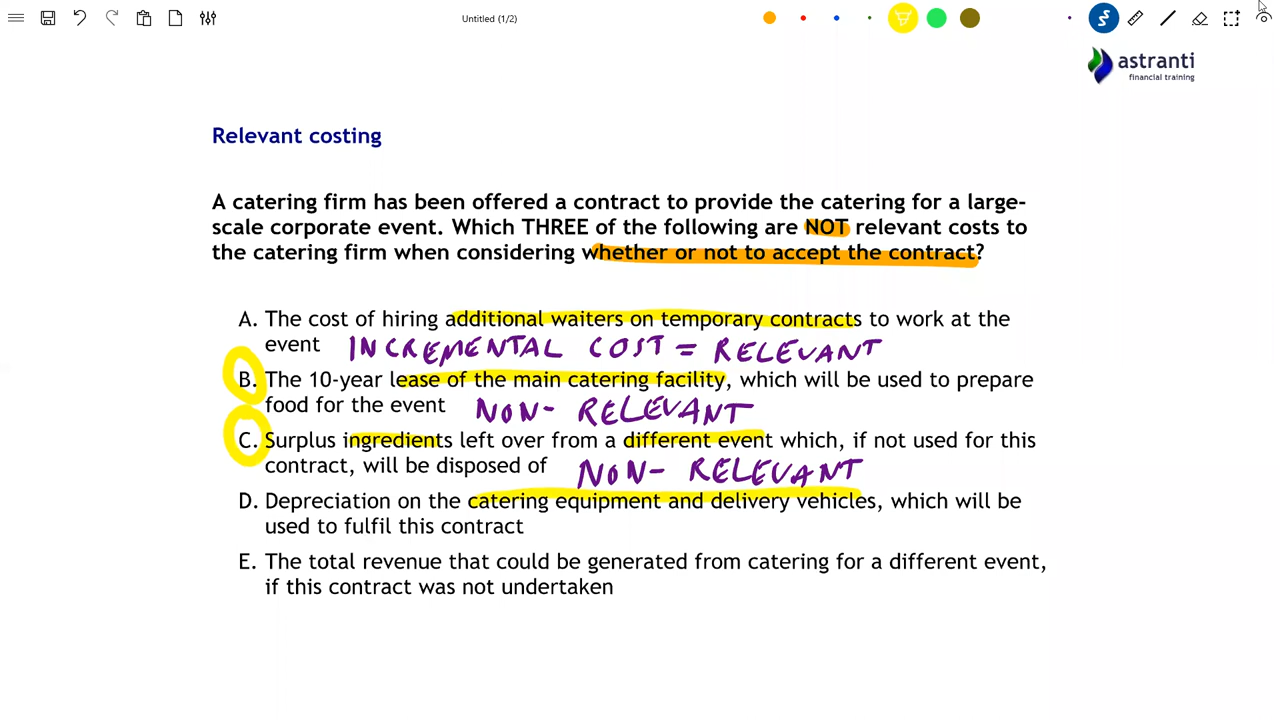 Untitled (1/2)
astranti
financial training
Relevant costing
A catering firm has been offered a contract to provide the catering for a large-
scale corporate event. Which THREE of the following are NOT relevant costs to
the catering firm when considering whether or not to accept the contract?
A. The cost of hiring additional waiters on temporary contracts to work at the
event INCREMENTAL COST = RELEVANT
B. The 10-year lease of the main catering facility, which will be used to prepare
food for the event NON- RELEVANT
C. Surplus ingredients left over from a different event which, if not used for this
contract, will be disposed of NON- RELEVANT
D. Depreciation on the catering equipment and delivery vehicles, which will be
used to fulfil this contract
E. The total revenue that could be generated from catering for a different event,
if this contract was not undertaken